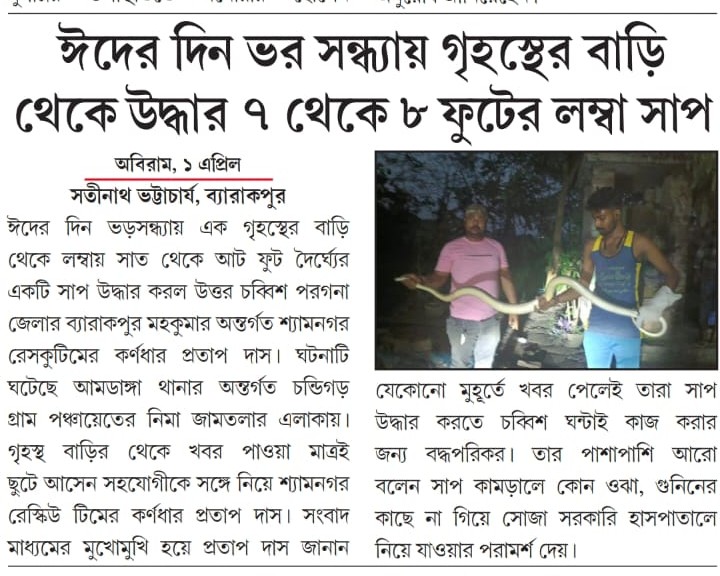 ঈদের দিন ভর সন্ধ্যায় গৃহস্থের বাড়ি
থেকে উদ্ধার ৭ থেকে ৮ ফুটের লম্বা সাপ
অবিরাম, ১ এপ্রিল
সতীনাথ ভট্টাচার্য, ব্যারাকপুর
ঈদের দিন ভড়সন্ধ্যায় এক গৃহস্থের বাড়ি
থেকে লম্বায় সাত থেকে আট ফুট দৈর্ঘ্যের
একটি সাপ উদ্ধার করল উত্তর চব্বিশ পরগনা
জেলার ব্যারাকপুর মহকুমার অন্তর্গত শ্যামনগর
রেসকুটিমের কর্ণধার প্রতাপ দাস। ঘটনাটি
ঘটেছে আমডাঙ্গা থানার অন্তর্গত চন্ডিগড়
গ্রাম পঞ্চায়েতের নিমা জামতলার এলাকায়।
গৃহস্থ বাড়ির থেকে খবর পাওয়া মাত্রই
ছুটে আসেন সহযোগীকে সঙ্গে নিয়ে শ্যামনগর
রেস্কিউ টিমের কর্ণধার প্রতাপ দাস। সংবাদ
মাধ্যমের মুখোমুখি হয়ে প্রতাপ দাস জানান
যেকোনো মুহূর্তে খবর পেলেই তারা সাপ
উদ্ধার করতে চব্বিশ ঘন্টাই কাজ করার
জন্য বদ্ধপরিকর। তার পাশাপাশি আরো
বলেন সাপ কামড়ালে কোন ওঝা, গুনিনের
কাছে না গিয়ে সোজা সরকারি হাসপাতালে
নিয়ে যাওয়ার পরামর্শ দেয়।